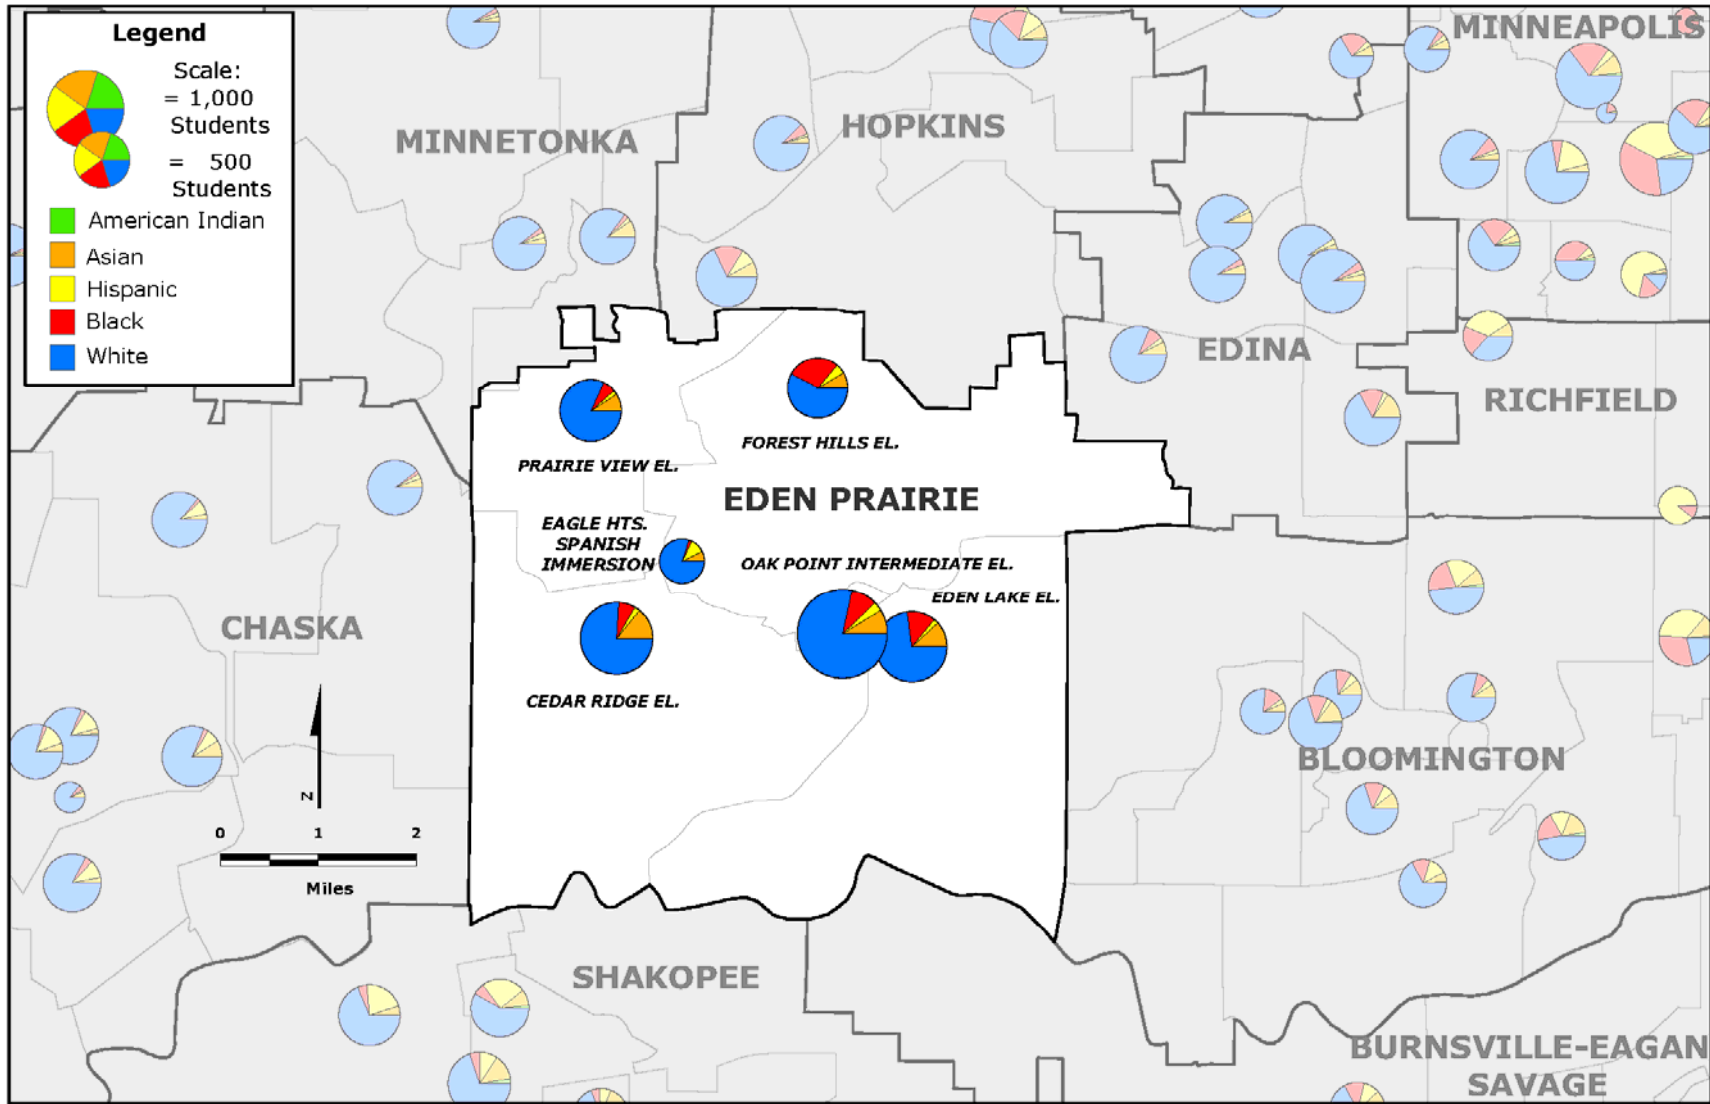 Legend
Scale:
= 1,000
Students
= 500
Students
American Indian
Asian
Hispanic
Black
White
MINNEAPOLIS
MINNETONKA
HOPKINS
EDINA
RICHFIELD
FOREST HILLS EL.
PRAIRIE VIEW EL.
EDEN PRAIRIE
EAGLE HTS.
SPANISH
IMMERSION
OAK POINT INTERMEDIATE EL.
EDEN LAKE EL.
CHASKA
CEDAR RIDGE EL.
BLOOMINGTON
N
0 1 2
Miles
SHAKOPEE
BURNSVILLE-EAGAN
SAVAGE